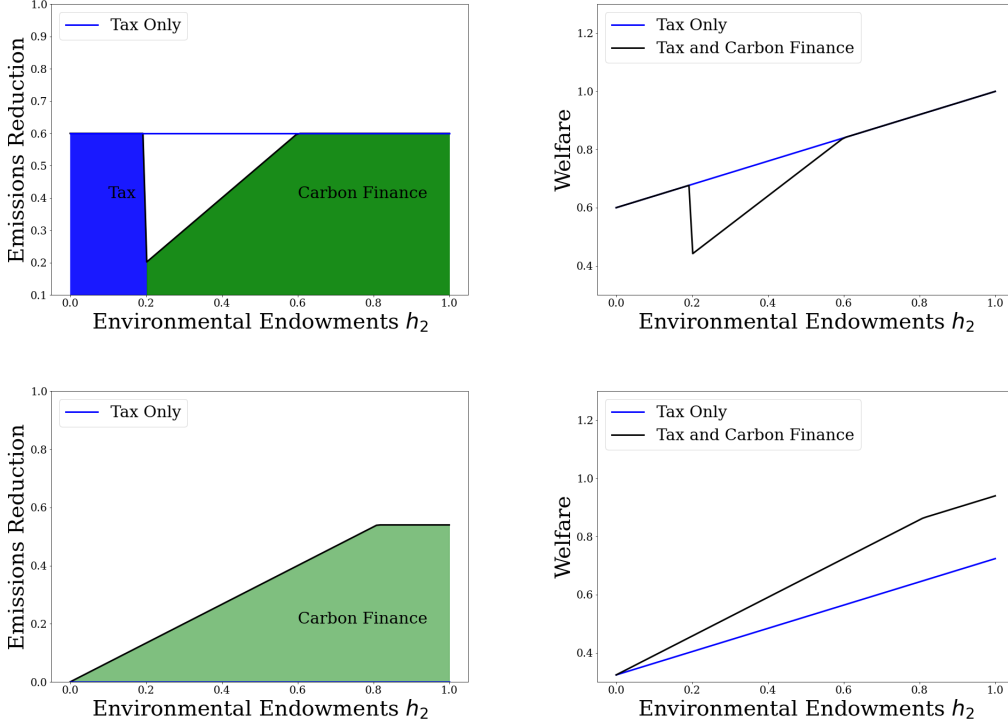 Tax Only
Emissions Reduction
1.0
0.9
0.8
0.7
0.6
0.5
0.4
0.3
0.2
0.1
Tax
Carbon Finance
0.0 0.2 0.4 0.6 0.8 1.0
Environmental Endowments h₂
Tax Only
Tax and Carbon Finance
Welfare
1.2
1.0
0.8
0.6
0.4
0.0 0.2 0.4 0.6 0.8 1.0
Environmental Endowments h₂
Tax Only
Emissions Reduction
1.0
0.8
0.6
0.4
0.2
0.0
Carbon Finance
0.0 0.2 0.4 0.6 0.8 1.0
Environmental Endowments h₂
Tax Only
Tax and Carbon Finance
Welfare
1.2
1.0
0.8
0.6
0.4
0.0 0.2 0.4 0.6 0.8 1.0
Environmental Endowments h₂